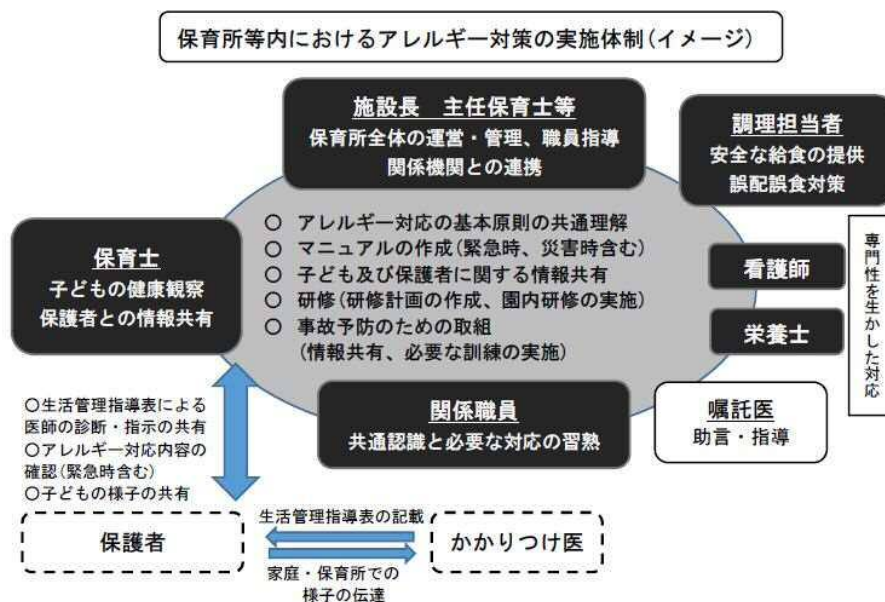 保育所等内におけるアレルギー対策の実施体制(イメージ)
施設長　主任保育士等
保育所全体の運営・管理、職員指導
関係機関との連携
調理担当者
安全な給食の提供
誤配誤食対策
保育士
子どもの健康観察
保護者との情報共有
○ アレルギー対応の基本原則の共通理解
○ マニュアルの作成(緊急時、災害時含む)
○ 子ども及び保護者に関する情報共有
○ 研修(研修計画の作成、園内研修の実施)
○ 事故予防のための取組
(情報共有、必要な訓練の実施)
看護師
栄養士
専門性を生かした対応
関係職員
共通認識と必要な対応の習熟
嘱託医
助言・指導
○生活管理指導表による
医師の診断・指示の共有
○アレルギー対応内容の
確認(緊急時含む)
○子どもの様子の共有
保護者
生活管理指導表の記載
家庭・保育所での
様子の伝達
かかりつけ医